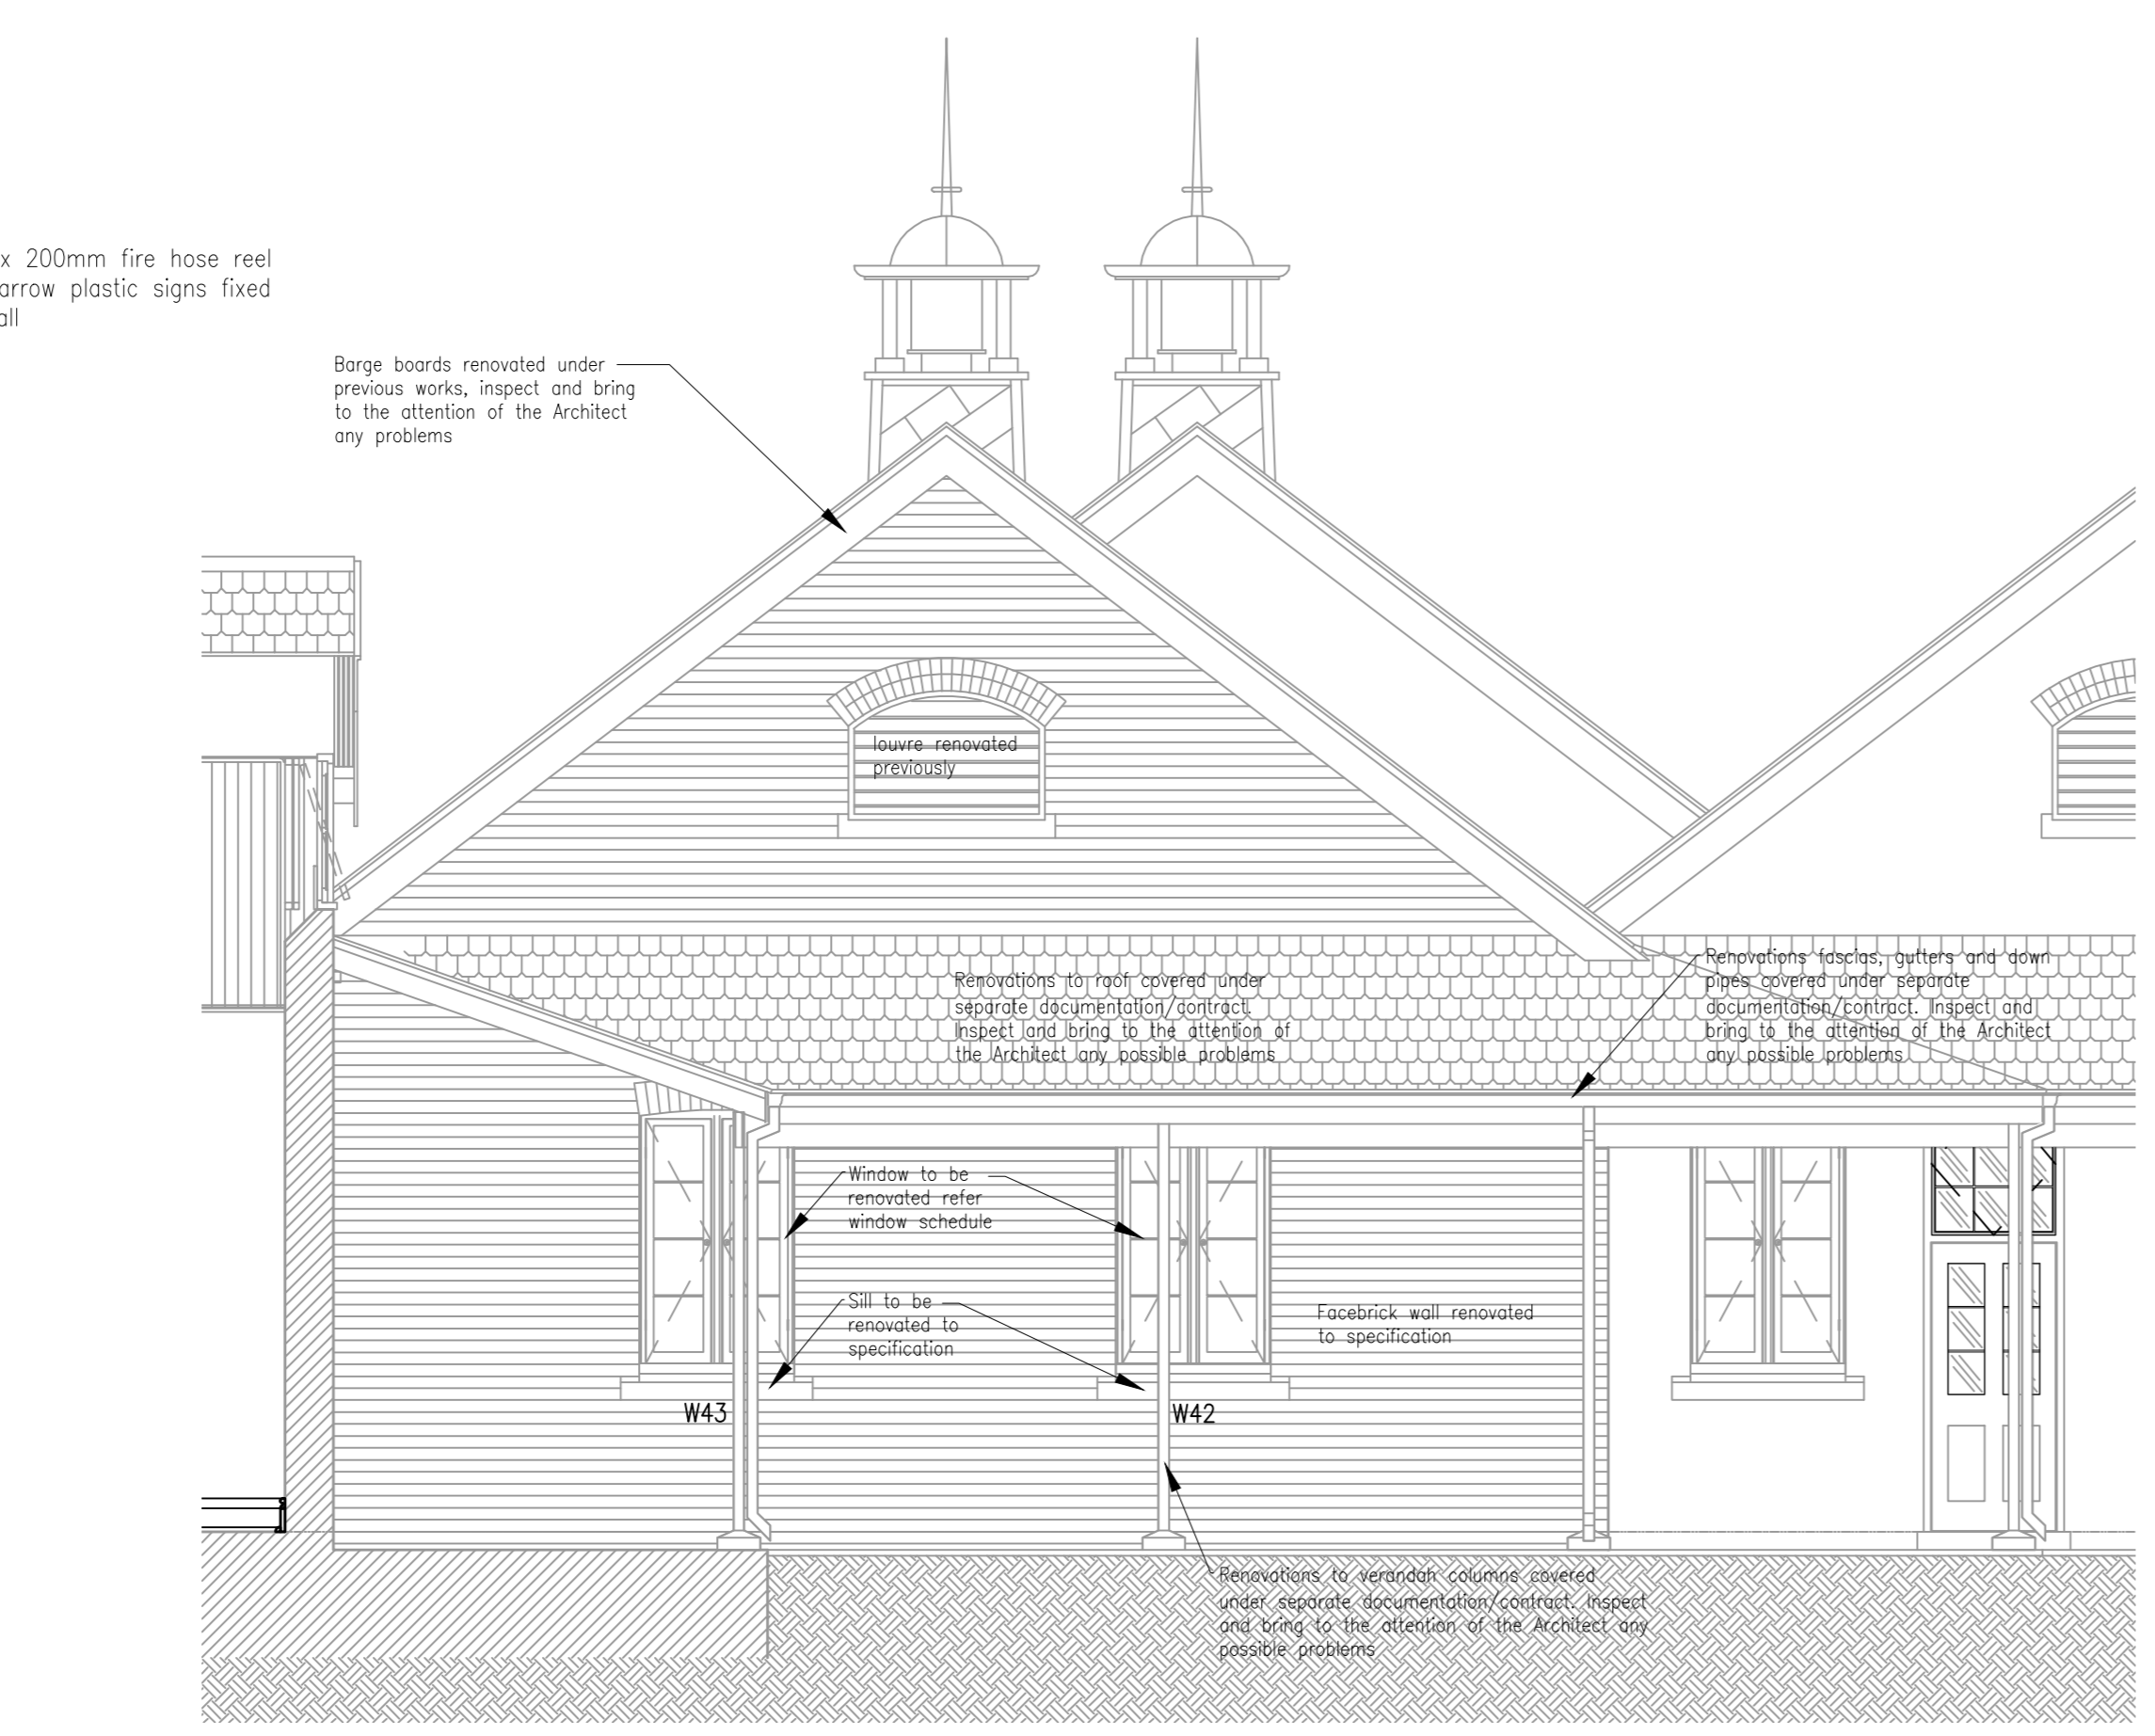 x 200mm fire hose reel
arrow plastic signs fixed
all
Barge boards renovated under
previous works, inspect and bring
to the attention of the Architect
any problems
louvre renovated
previously
Renovations to roof covered under
separate documentation/contract.
Inspect and bring to the attention of
the Architect any possible problems
Renovations fascias, gutters and down
pipes covered under separate
documentation/contract. Inspect and
bring to the attention of the Architect
any possible problems
Window to be
renovated refer
window schedule
Sill to be
renovated to
specification
Facebrick wall renovated
to specification
W43
W42
Renovations to verandah columns covered
under separate documentation/contract. Inspect
and bring to the attention of the Architect any
possible problems